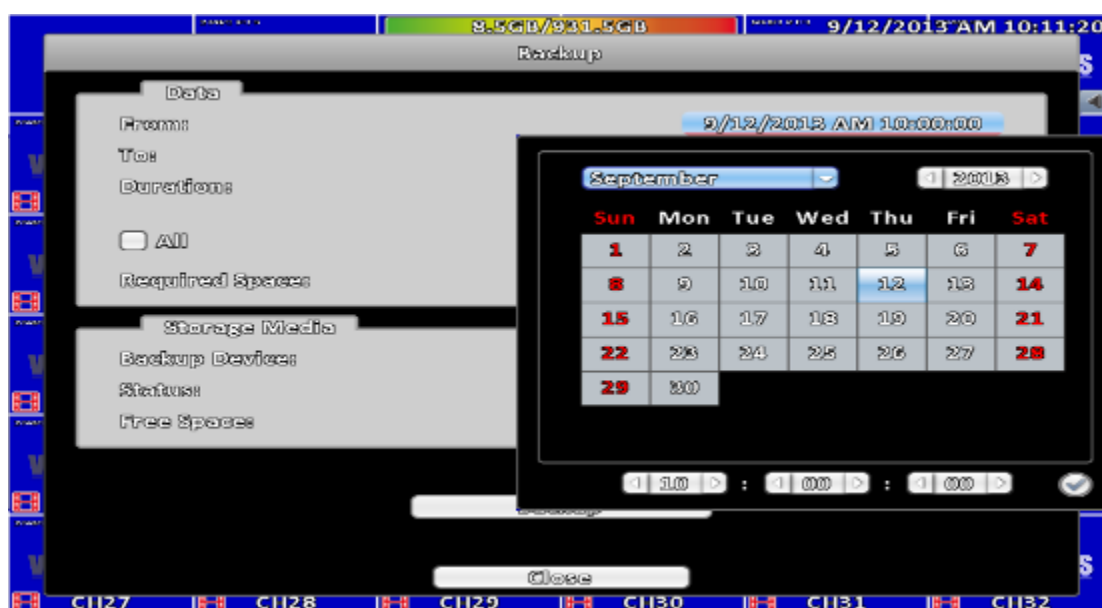 8.5GB/931.5GB
9/12/2013 AM 10:11:20
Backup
Data
From: 9/12/2013 AM 10:00:00
To:
Duration:
All
Required Space:
Storage Media
Backup Device:
Status:
Free Space:
September 2013
Sun Mon Tue Wed Thu Fri Sat
1 2 3 4 5 6 7
8 9 10 11 12 13 14
15 16 17 18 19 20 21
22 23 24 25 26 27 28
29 30
10 : 00 : 00
Backup
Close
CH27 CH28 CH29 CH30 CH31 CH32